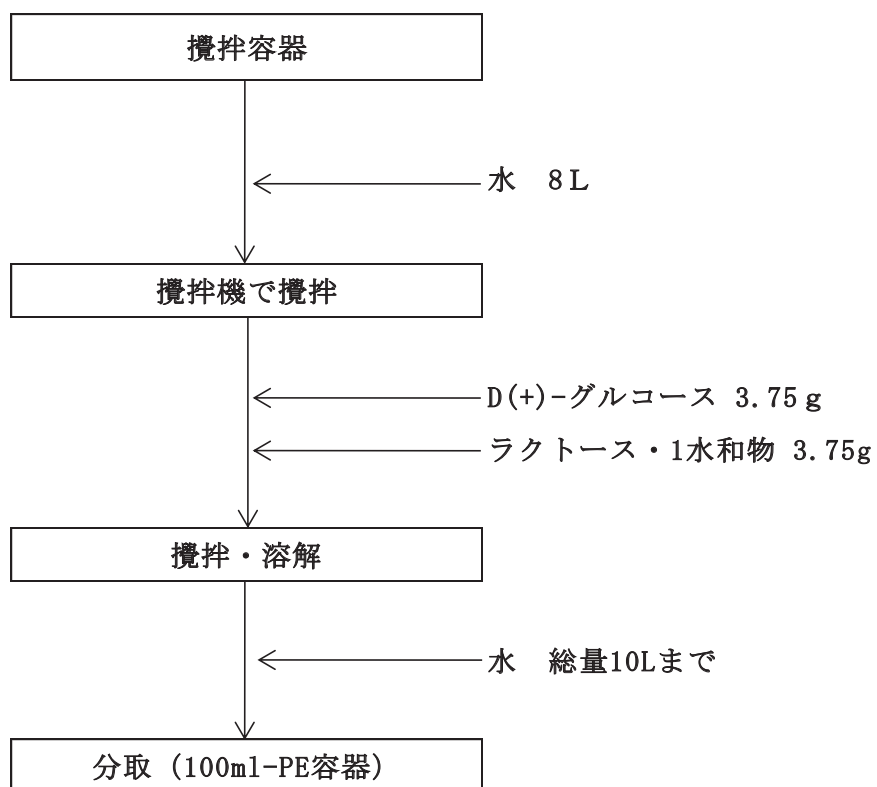 攪拌容器
水　8L
攪拌機で攪拌
D(+)-グルコース 3.75g
ラクトース・1水和物 3.75g
攪拌・溶解
水　総量10Lまで
分取 (100ml-PE容器)